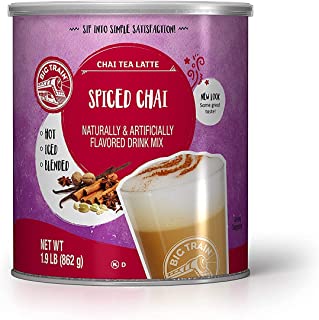 SIP INTO SIMPLE SATISFACTION!
CHAI TEA LATTE
BIG TRAIN
SPICED CHAI
NEW LOOK
Same great
taste!
NATURALLY & ARTIFICIALLY
FLAVORED DRINK MIX
HOT
ICED
BLENDED
NET WT
1.9 LB (862 g)
K D
BIG TRAIN